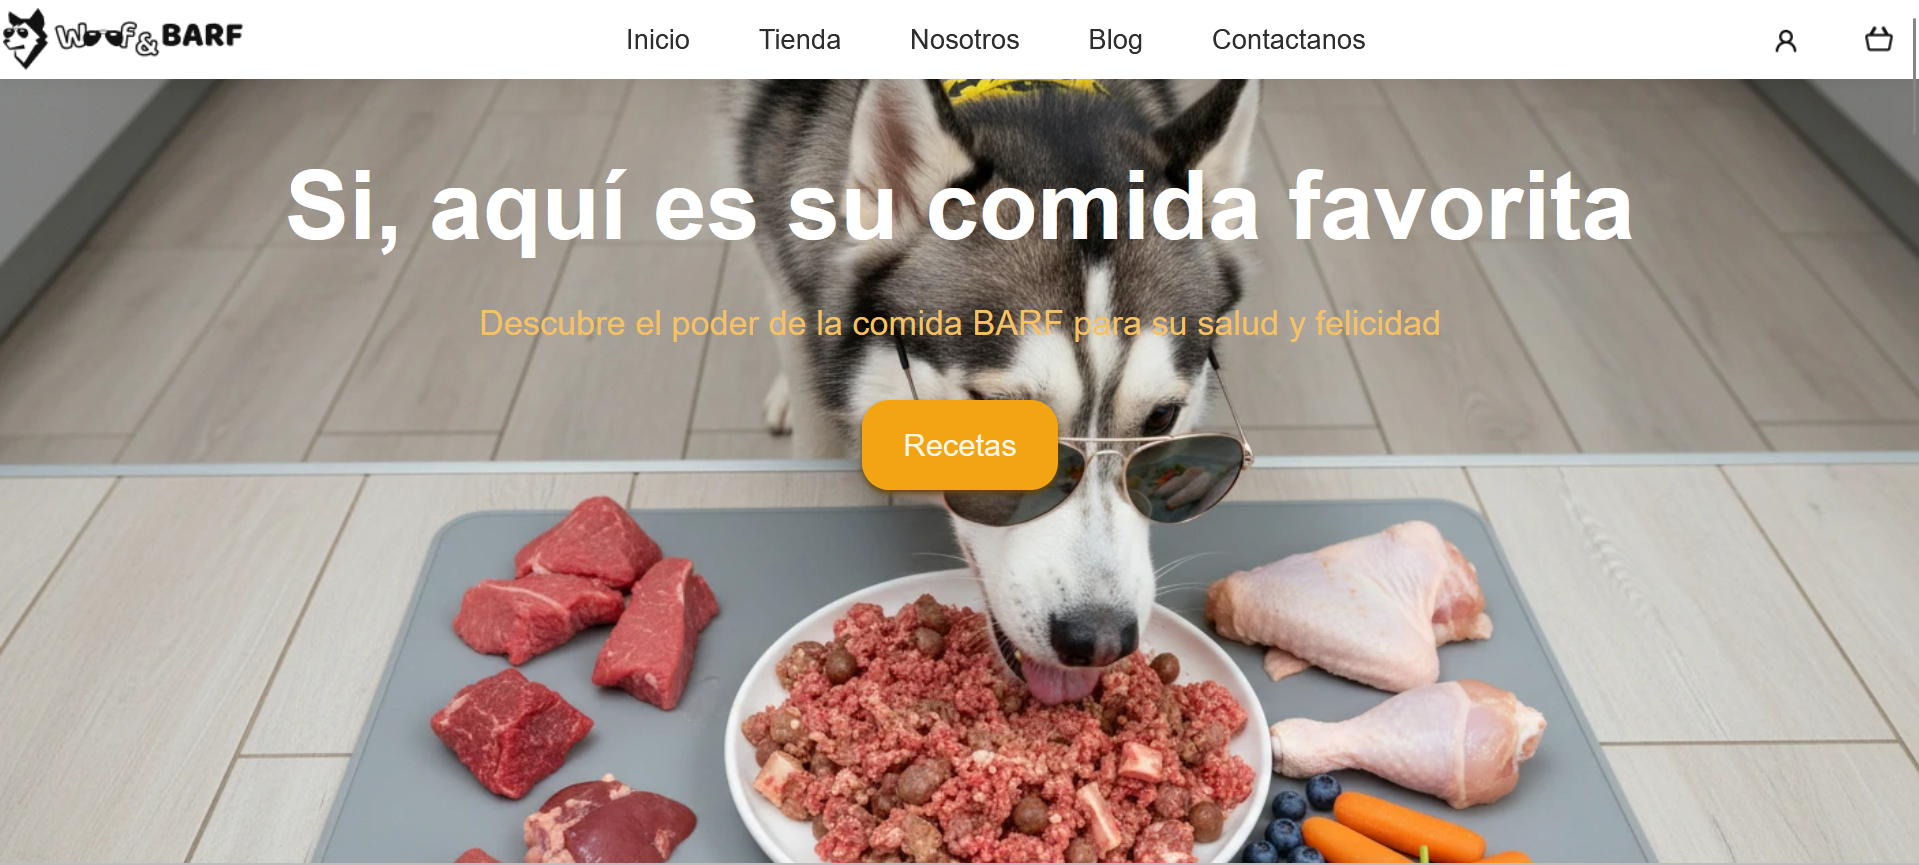 Woof&BARF
Inicio Tienda Nosotros Blog Contactanos
Si, aquí es su comida favorita
Descubre el poder de la comida BARF para su salud y felicidad
Recetas